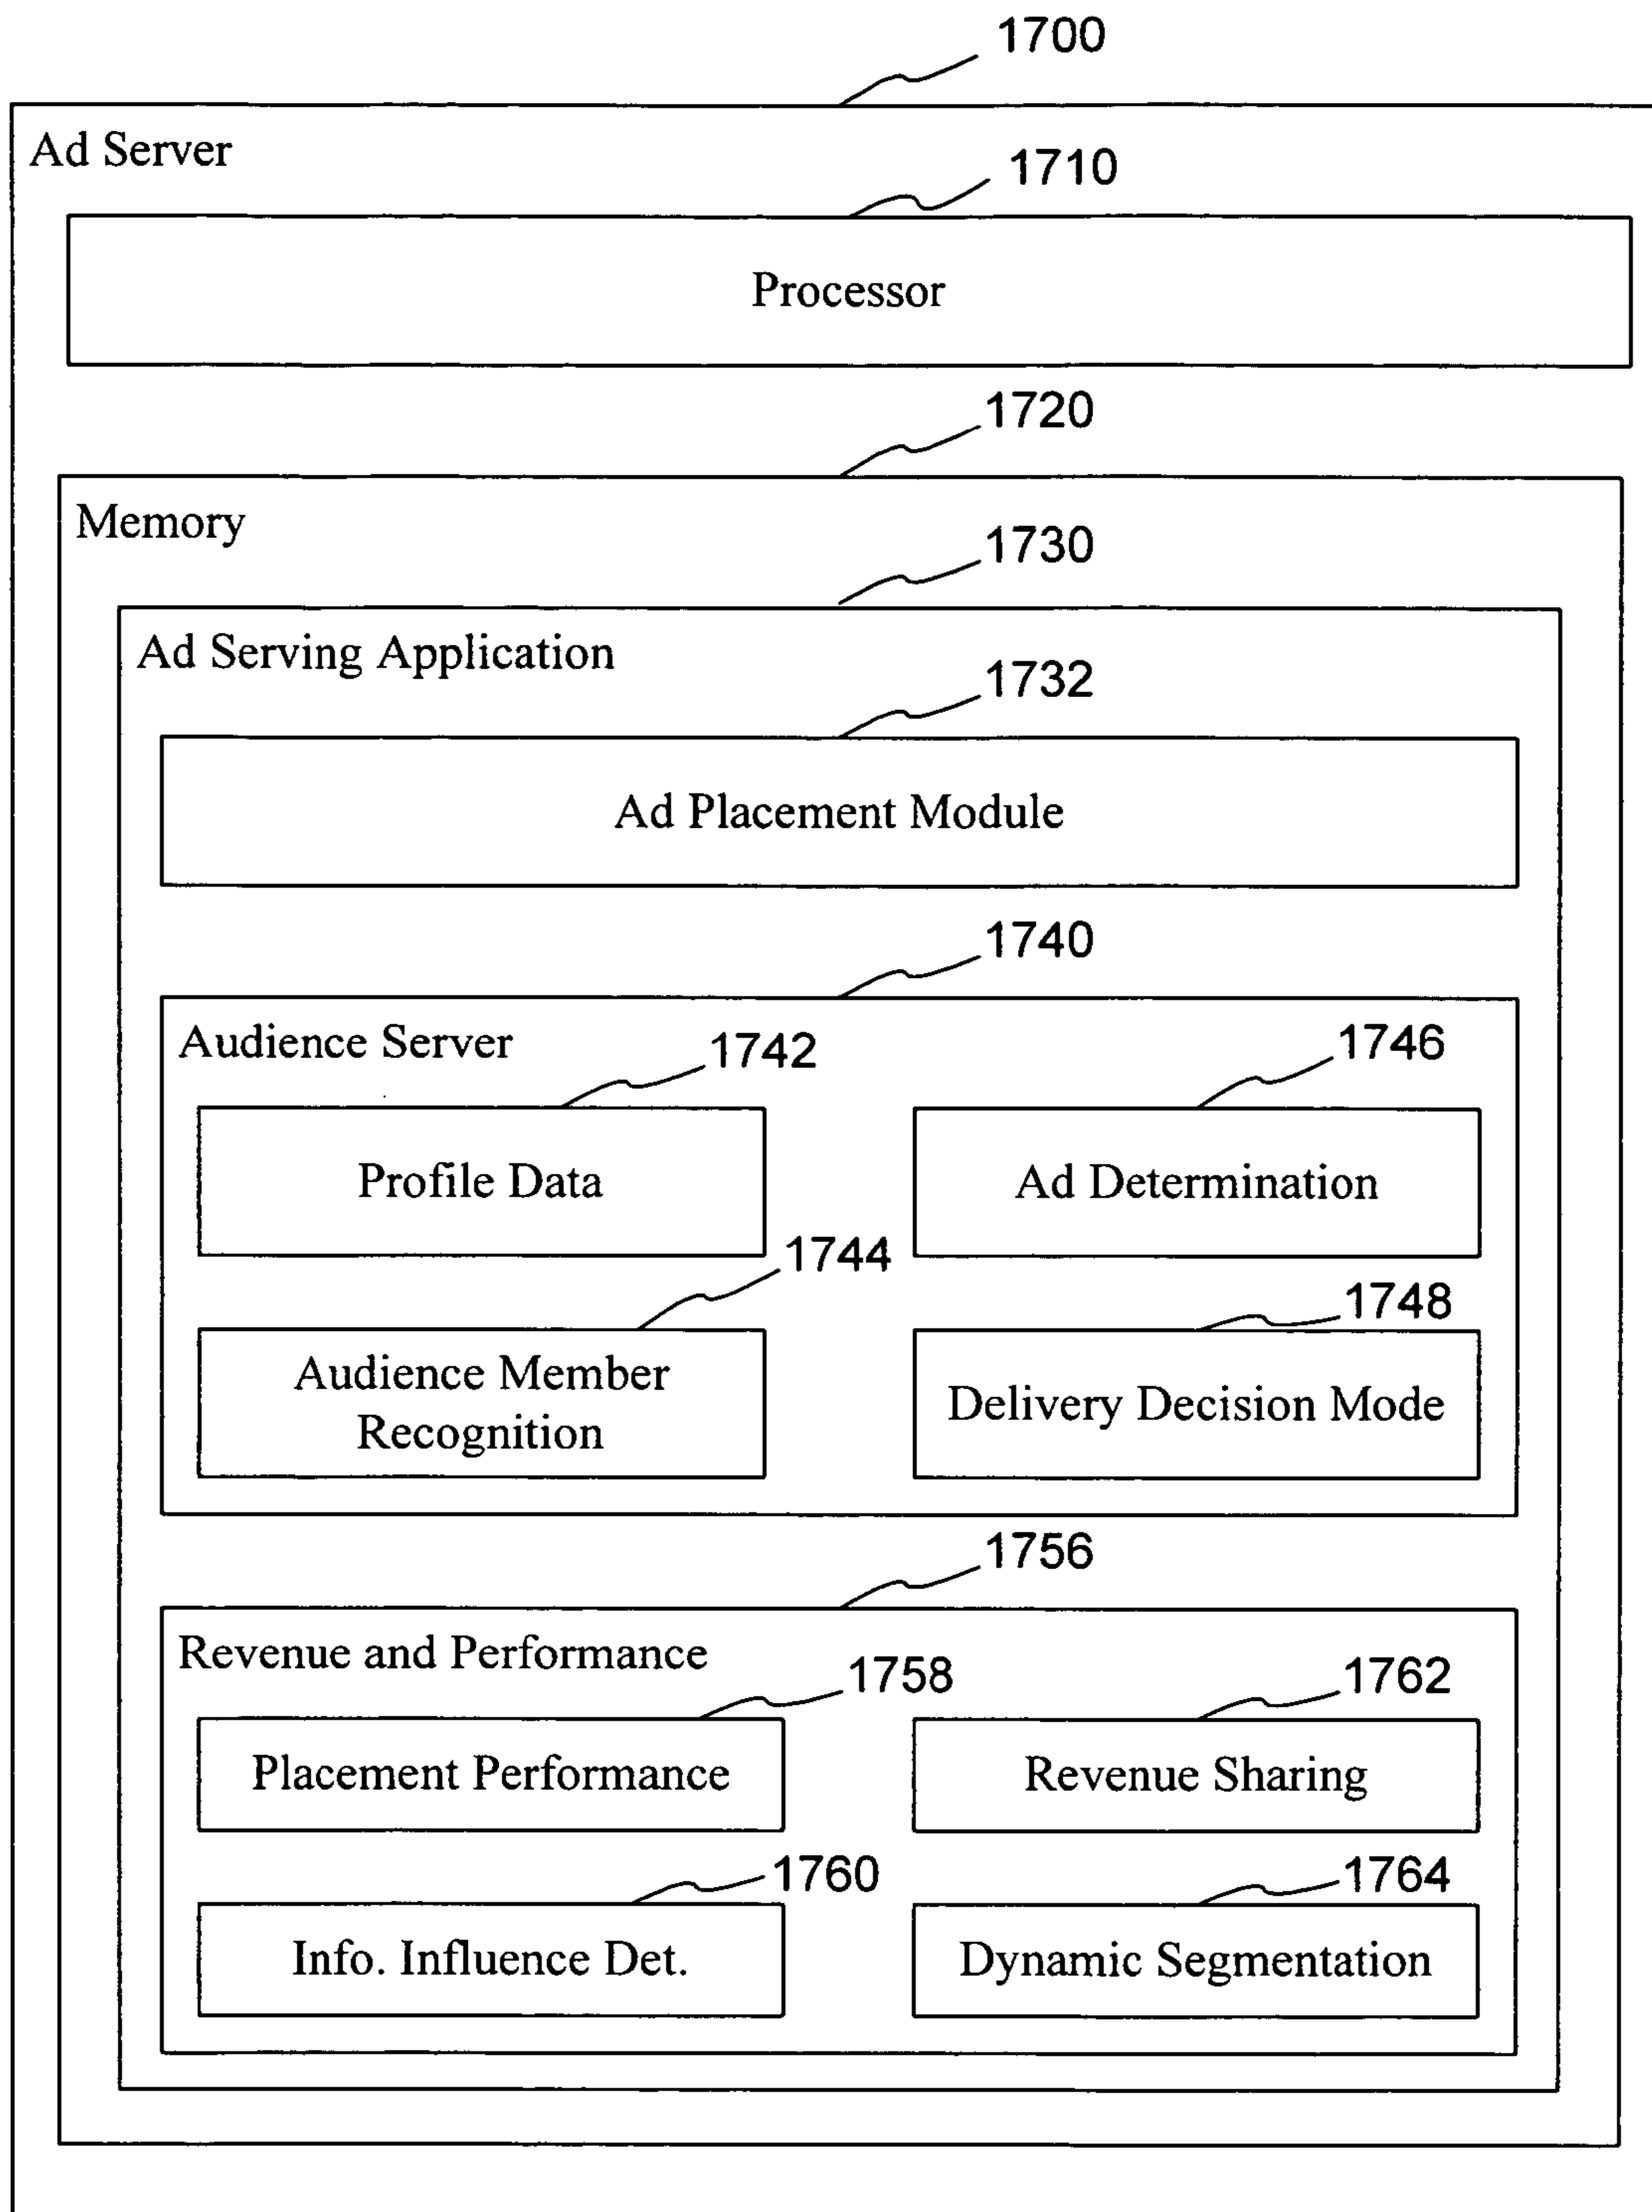 1700
Ad Server
1710
Processor
1720
Memory
1730
Ad Serving Application
1732
Ad Placement Module
1740
Audience Server
1742
1746
Profile Data
Ad Determination
1744
1748
Audience Member
Recognition
Delivery Decision Mode
1756
Revenue and Performance
1758
1762
Placement Performance
Revenue Sharing
1760
1764
Info. Influence Det.
Dynamic Segmentation